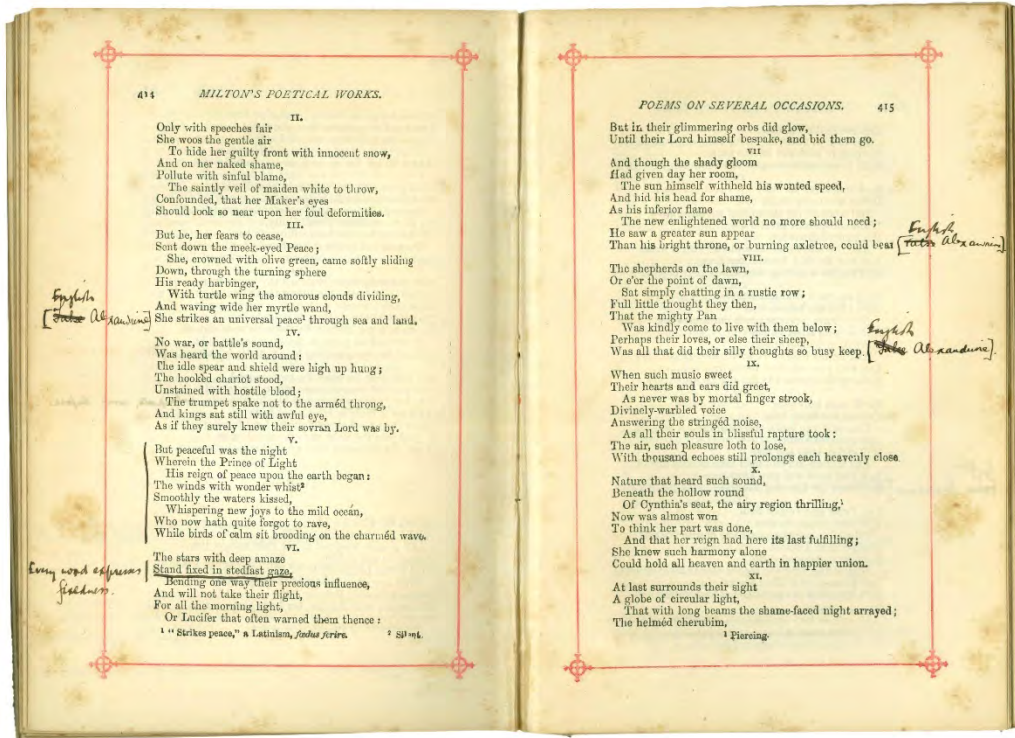 414 MILTON'S POETICAL WORKS.
II.
Only with speeches fair
She woos the gentle air
To hide her guilty front with innocent snow,
And on her naked shame,
Pollute with sinful blame,
The saintly veil of maiden white to throw,
Confounded, that her Maker's eyes
Should look so near upon her foul deformities.
III.
But he, her fears to cease,
Sent down the meek-eyed Peace;
She, crowned with olive green, came softly sliding
Down, through the turning sphere
His ready harbinger,
With turtle wing the amorous clouds dividing,
And waving wide her myrtle wand,
English
[False Alexandrine] She strikes an universal peace¹ through sea and land.
IV.
No war, or battle's sound,
Was heard the world around:
The idle spear and shield were high up hung;
The hookéd chariot stood,
Unstained with hostile blood;
The trumpet spake not to the arméd throng,
And kings sat still with awful eye,
As if they surely knew their sovran Lord was by.
V.
But peaceful was the night
Wherein the Prince of Light
His reign of peace upon the earth began:
The winds with wonder whist²
Smoothly the waters kissed,
Whispering new joys to the mild oceán,
Who now hath quite forgot to rave,
While birds of calm sit brooding on the charméd wave.
VI.
The stars with deep amaze
Every word expresses
fixedness.
Stand fixed in stedfast gaze,
Bending one way their precious influence,
And will not take their flight,
For all the morning light,
Or Lucifer that often warned them thence:
¹ "Strikes peace," a Latinism, fœdus ferire. ² Silent.
POEMS ON SEVERAL OCCASIONS. 415
But in their glimmering orbs did glow,
Until their Lord himself bespake, and bid them go.
VII
And though the shady gloom
Had given day her room,
The sun himself withheld his wonted speed,
And hid his head for shame,
As his inferior flame
The new enlightened world no more should need;
He saw a greater sun appear
English
Than his bright throne, or burning axletree, could bear [False Alexandrine]
VIII.
The shepherds on the lawn,
Or e'er the point of dawn,
Sat simply chatting in a rustic row;
Full little thought they then,
That the mighty Pan
Was kindly come to live with them below;
Perhaps their loves, or else their sheep,
English
Was all that did their silly thoughts so busy keep. [False Alexandrine].
IX.
When such music sweet
Their hearts and ears did greet,
As never was by mortal finger strook,
Divinely-warbled voice
Answering the stringéd noise,
As all their souls in blissful rapture took:
The air, such pleasure loth to lose,
With thousand echoes still prolongs each heavenly close
X.
Nature that heard such sound,
Beneath the hollow round
Of Cynthia's seat, the airy region thrilling,¹
Now was almost won
To think her part was done,
And that her reign had here its last fulfilling;
She knew such harmony alone
Could hold all heaven and earth in happier union.
XI.
At last surrounds their sight
A globe of circular light,
That with long beams the shame-faced night arrayed;
The helméd cherubim,
¹ Piercing.